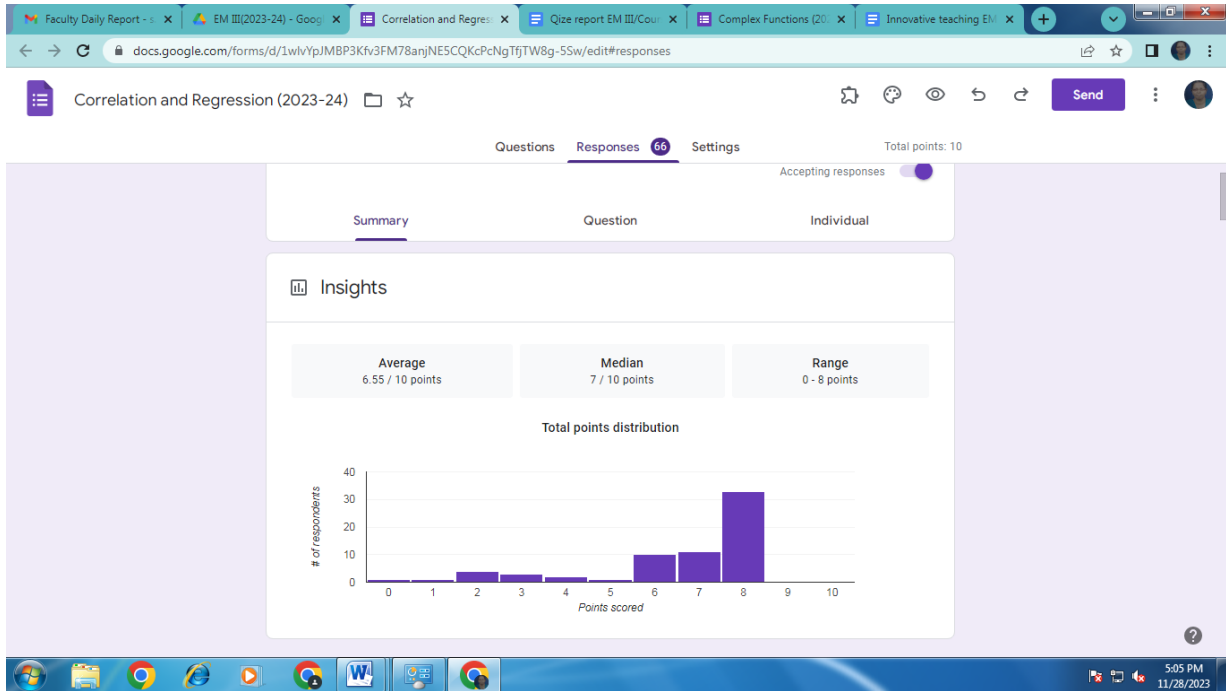 Faculty Daily Report - s
EM III(2023-24) - Googl
Correlation and Regres
Qize report EM III/Cour
Complex Functions (202
Innovative teaching EM
docs.google.com/forms/d/1wlvYpJMBP3Kfv3FM78anjNE5CQKcPcNgTfjTW8g-5Sw/edit#responses
Correlation and Regression (2023-24)
Send
Questions Responses 66 Settings
Total points: 10
Accepting responses
Summary Question Individual
Insights
Average Median Range
6.55 / 10 points 7 / 10 points 0 - 8 points
Total points distribution
# of respondents
40
30
20
10
0
0 1 2 3 4 5 6 7 8 9 10
Points scored
5:05 PM
11/28/2023